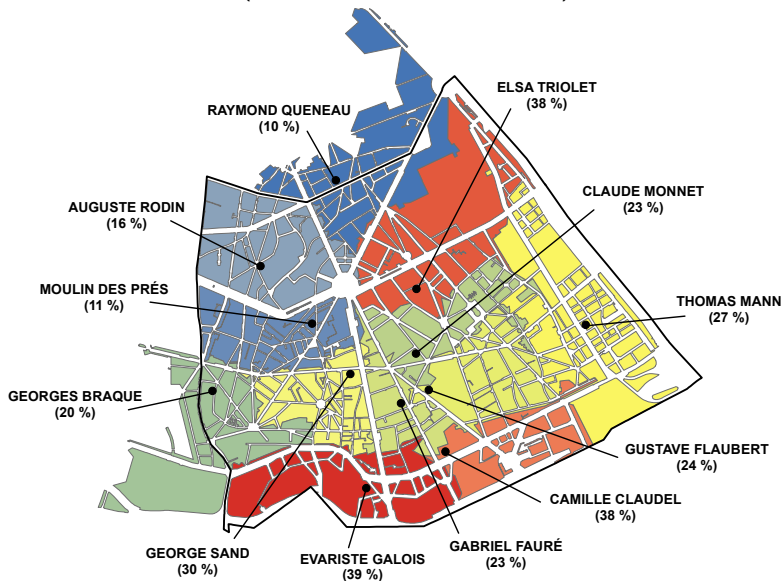 ELSA TRIOLET
(38 %)
RAYMOND QUENEAU
(10 %)
CLAUDE MONNET
(23 %)
AUGUSTE RODIN
(16 %)
MOULIN DES PRÉS
(11 %)
THOMAS MANN
(27 %)
GEORGES BRAQUE
(20 %)
GUSTAVE FLAUBERT
(24 %)
CAMILLE CLAUDEL
(38 %)
GABRIEL FAURÉ
(23 %)
GEORGE SAND
(30 %)
EVARISTE GALOIS
(39 %)